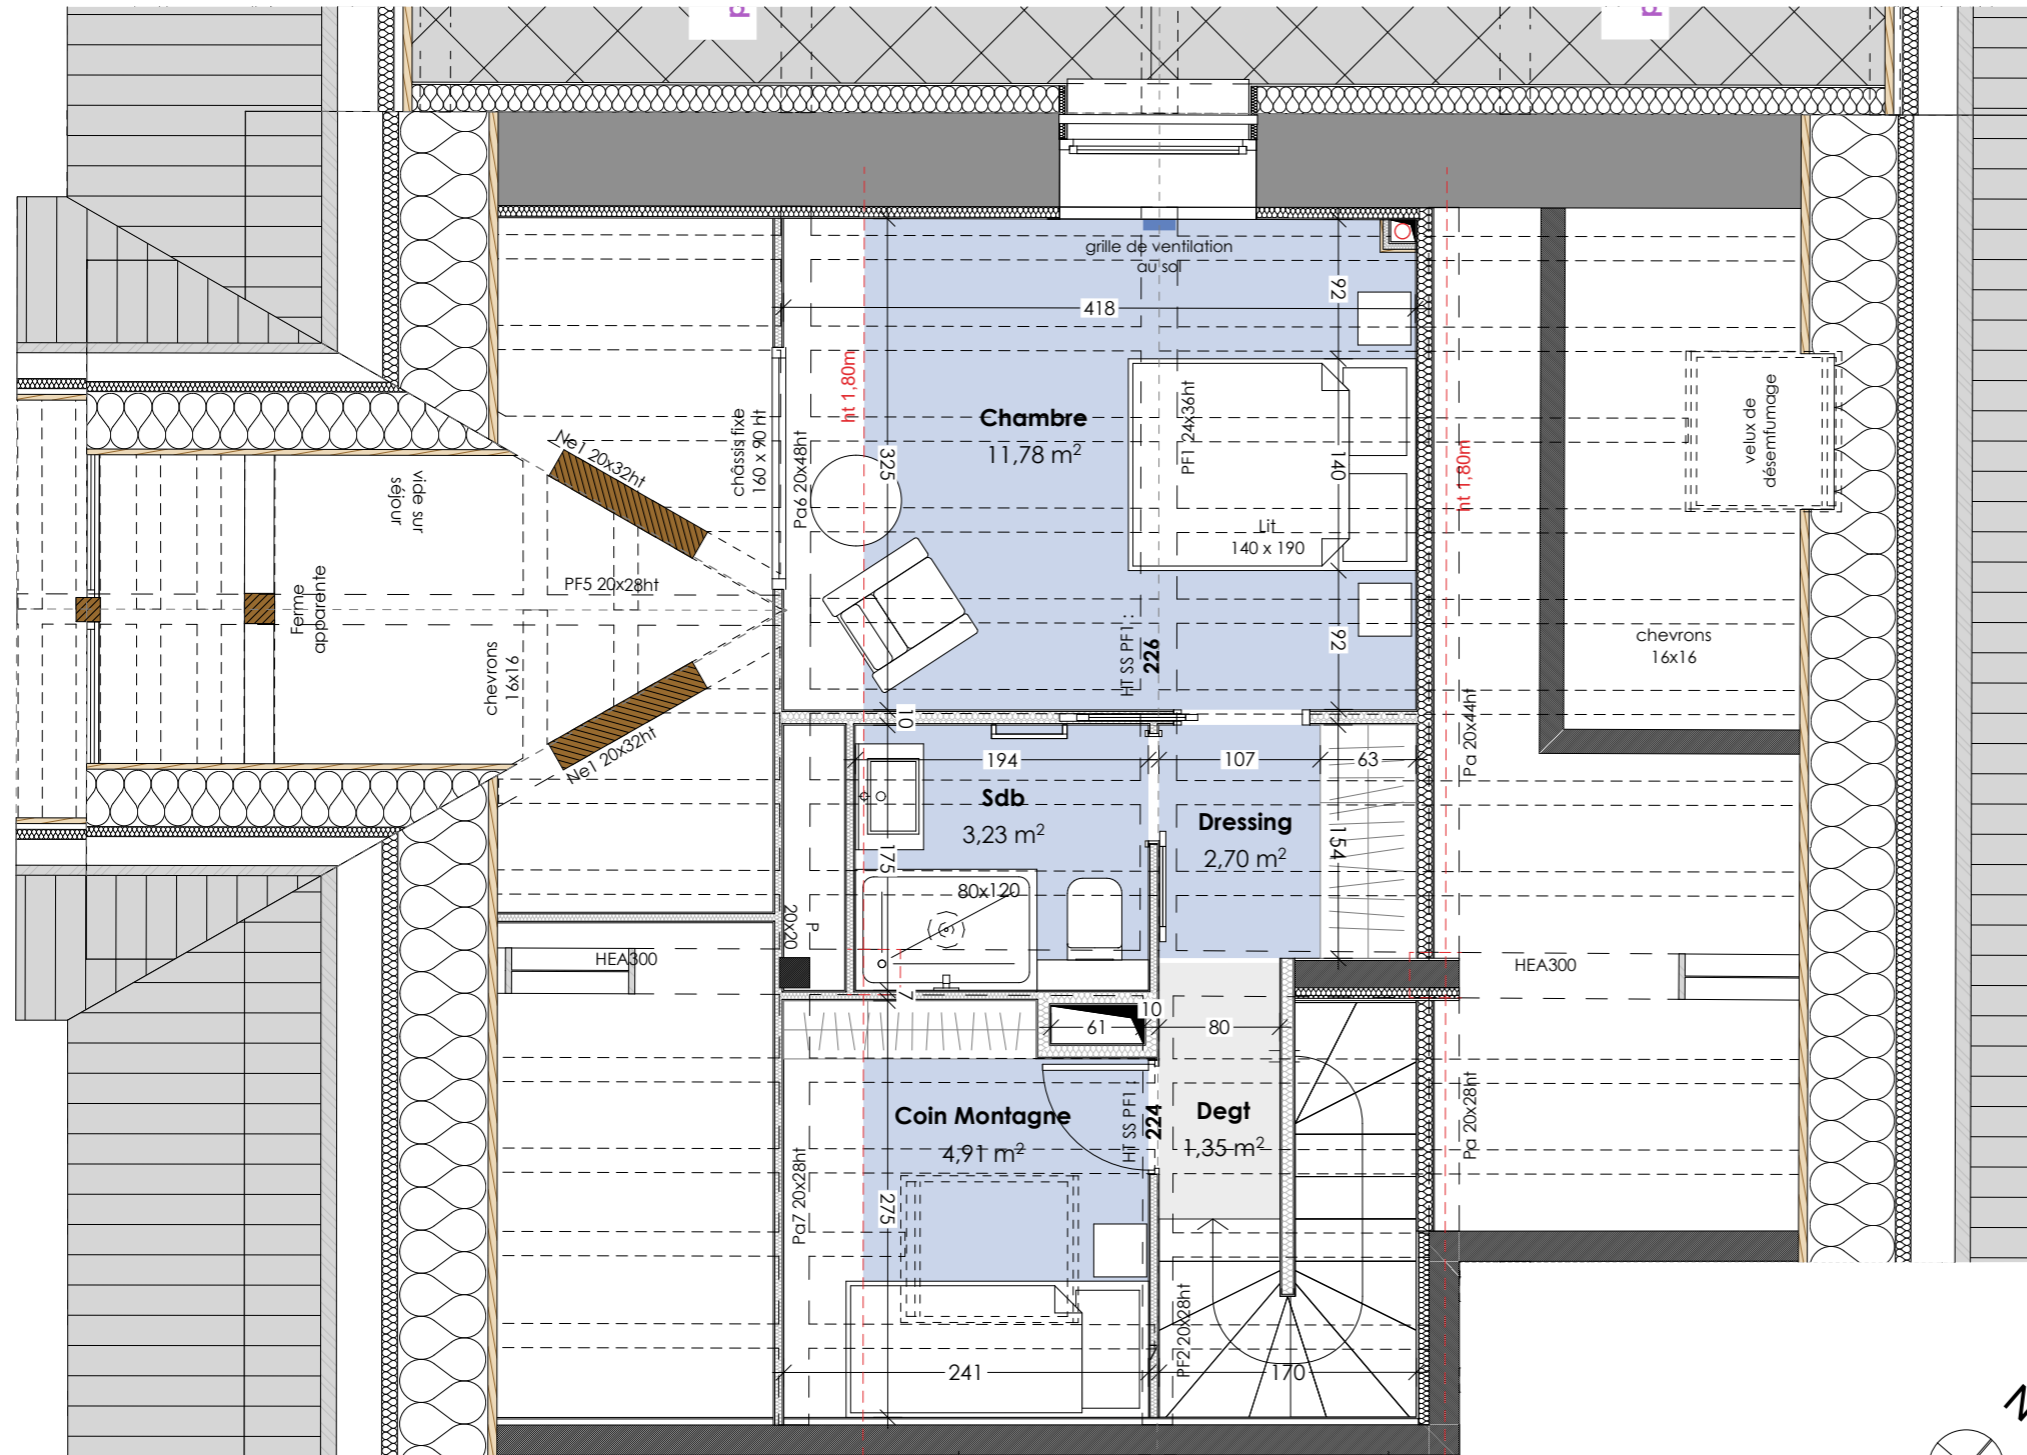 grille de ventilation
au sol
418
92
ht 1,80m
châssis fixe
160 x 90 ht
Pa6 20x48ht
Chambre
11,78 m²
325
PF1 24x36ht
140
Lit
140 x 190
ht 1,80m
velux de
désenfumage
Ne1 20x32ht
vide sur
séjour
PF5 20x28ht
Ferme
apparente
chevrons
16x16
Ne1 20x32ht
HT SS PF1 :
226
92
chevrons
16x16
Pa 20x44ht
10
194
107
63
Sdb
3,23 m²
175
Dressing
2,70 m²
154
80x120
P
20x20
HEA300
HEA300
7
61
10
80
Coin Montagne
4,91 m²
HT SS PF1 :
224
Degt
1,35 m²
Pa 20x28ht
Pa7 20x28ht
275
PF2 20x28ht
7
241
170